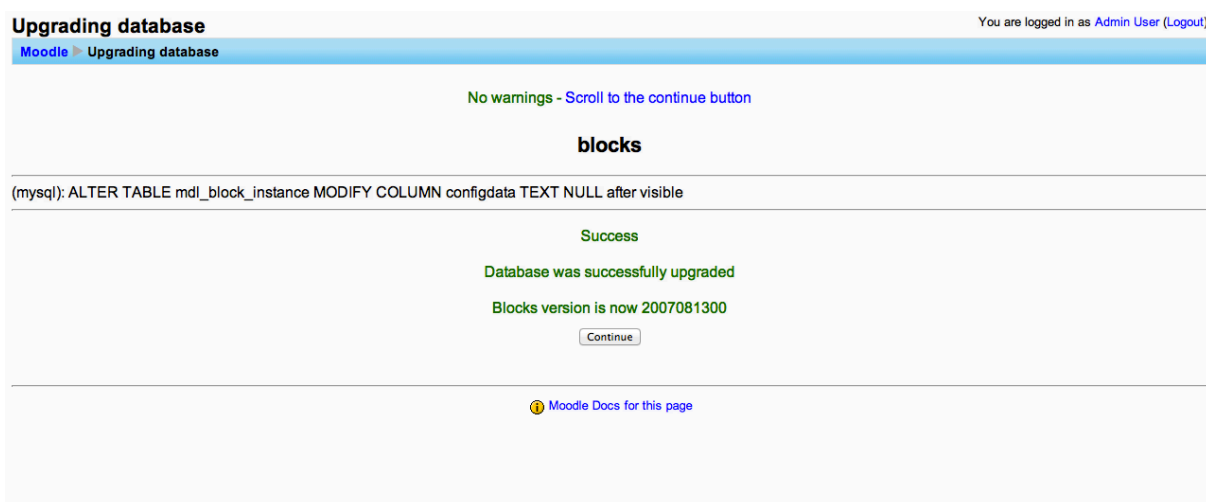 Upgrading database
You are logged in as Admin User (Logout)
Moodle Upgrading database
No warnings - Scroll to the continue button
blocks
(mysql): ALTER TABLE mdl_block_instance MODIFY COLUMN configdata TEXT NULL after visible
Success
Database was successfully upgraded
Blocks version is now 2007081300
Continue
Moodle Docs for this page